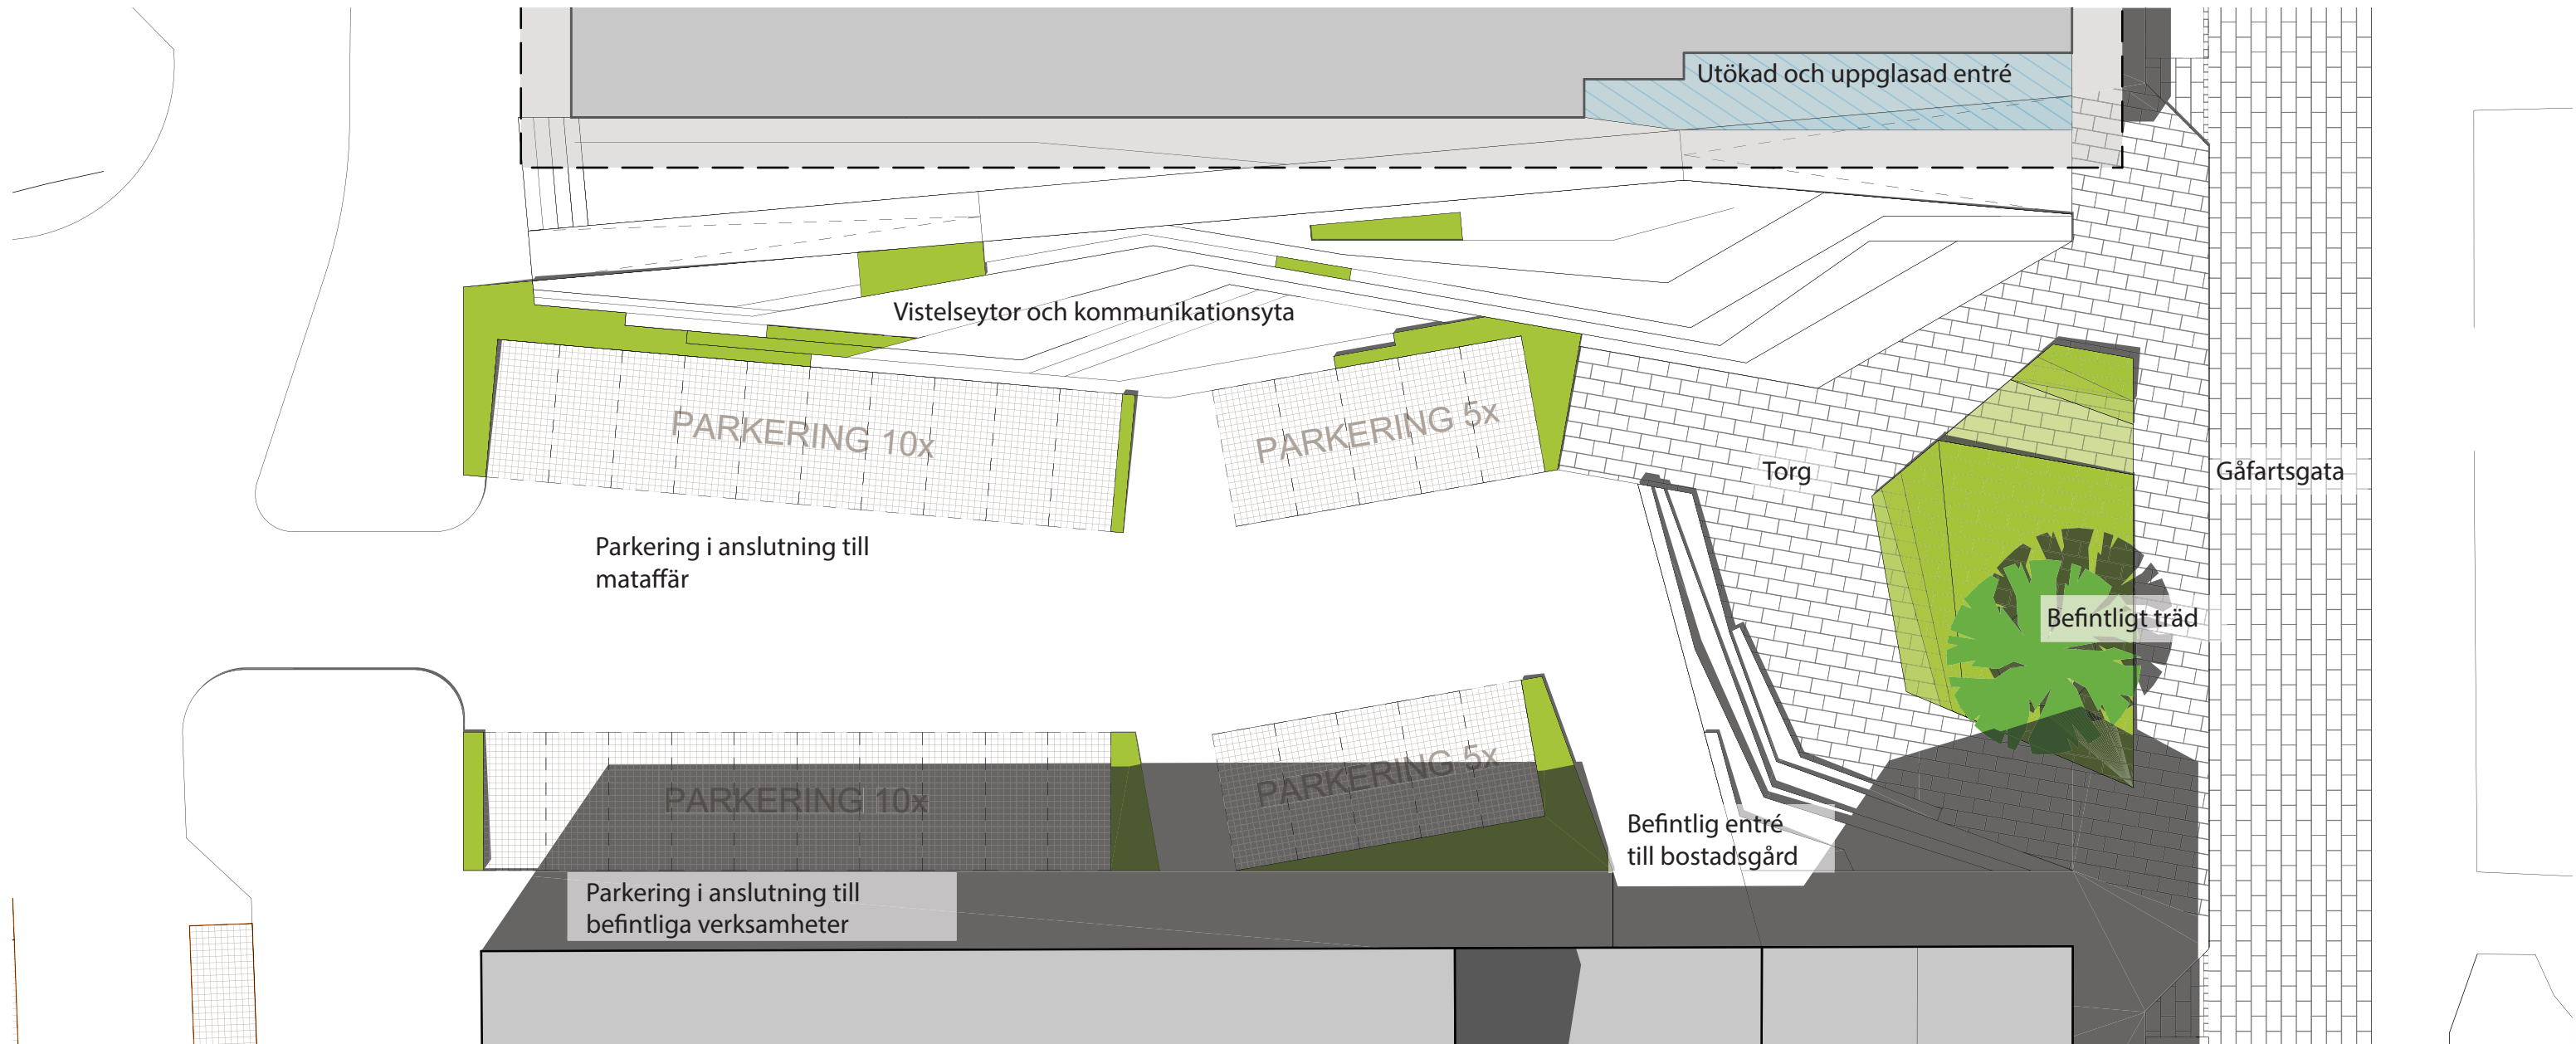 Utökad och uppglasad entré
Vistelseytor och kommunikationsyta
PARKERING 10x
PARKERING 5x
Torg
Gåfartsgata
Parkering i anslutning till
mataffär
Befintligt träd
PARKERING 10x
PARKERING 5x
Befintlig entré
till bostadsgård
Parkering i anslutning till
befintliga verksamheter